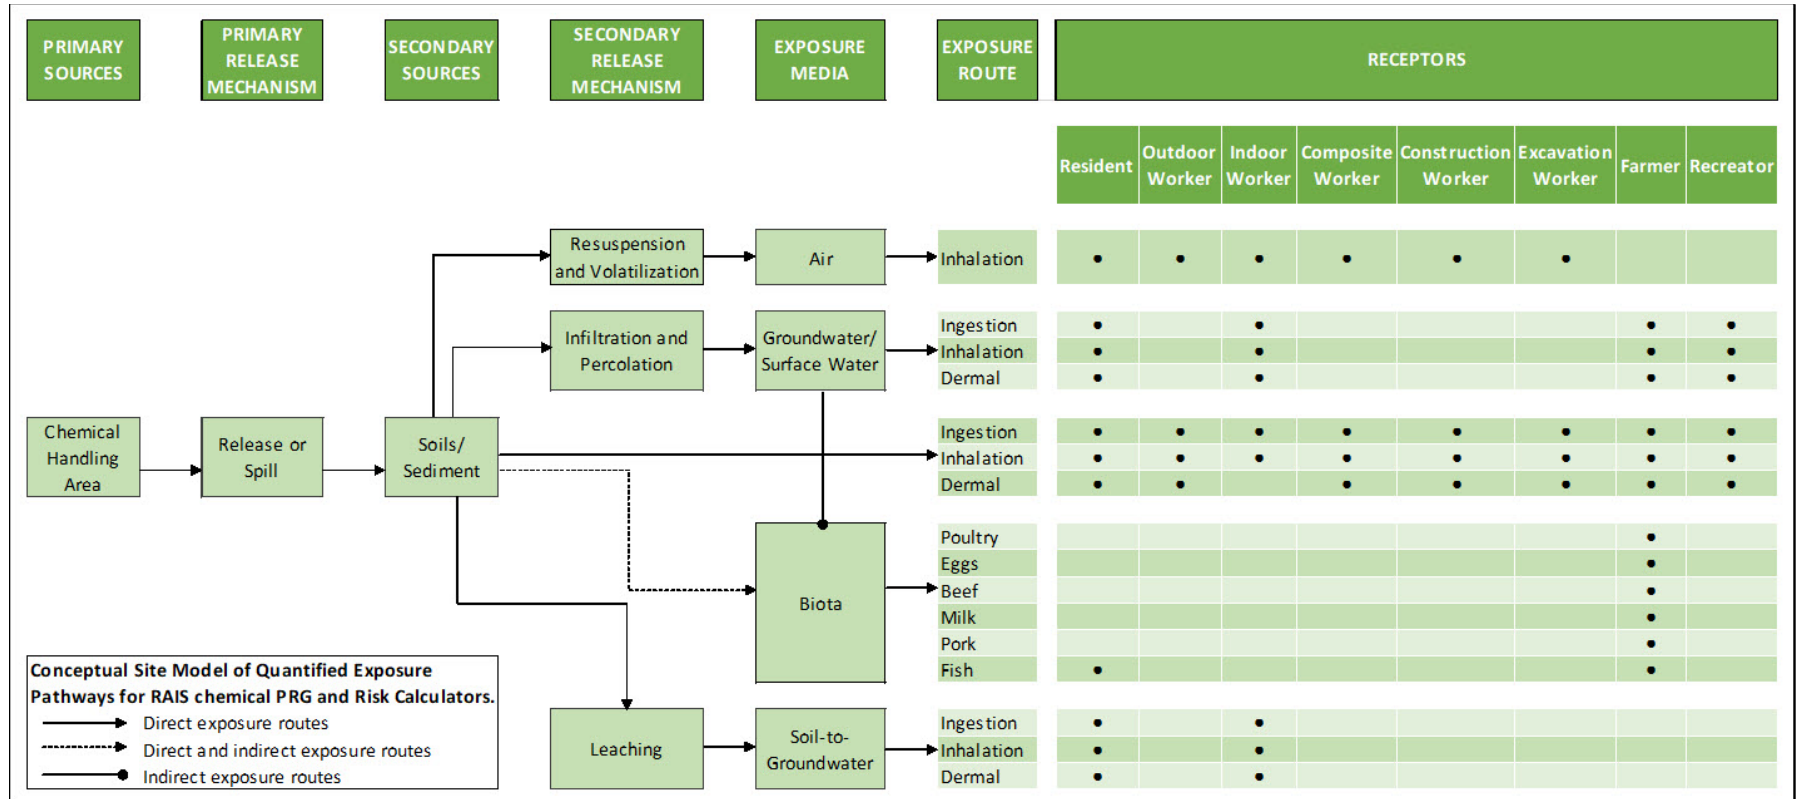 PRIMARY
SOURCES
PRIMARY
RELEASE
MECHANISM
SECONDARY
SOURCES
SECONDARY
RELEASE
MECHANISM
EXPOSURE
MEDIA
EXPOSURE
ROUTE
RECEPTORS
Resident
Outdoor
Worker
Indoor
Worker
Composite
Worker
Construction
Worker
Excavation
Worker
Farmer
Recreator
Resuspension
and Volatilization
Air
Inhalation
Infiltration and
Percolation
Groundwater/
Surface Water
Ingestion
Inhalation
Dermal
Chemical
Handling
Area
Release or
Spill
Soils/
Sediment
Ingestion
Inhalation
Dermal
Biota
Poultry
Eggs
Beef
Milk
Pork
Fish
Leaching
Soil-to-
Groundwater
Ingestion
Inhalation
Dermal
Conceptual Site Model of Quantified Exposure
Pathways for RAIS chemical PRG and Risk Calculators.
Direct exposure routes
Direct and indirect exposure routes
Indirect exposure routes